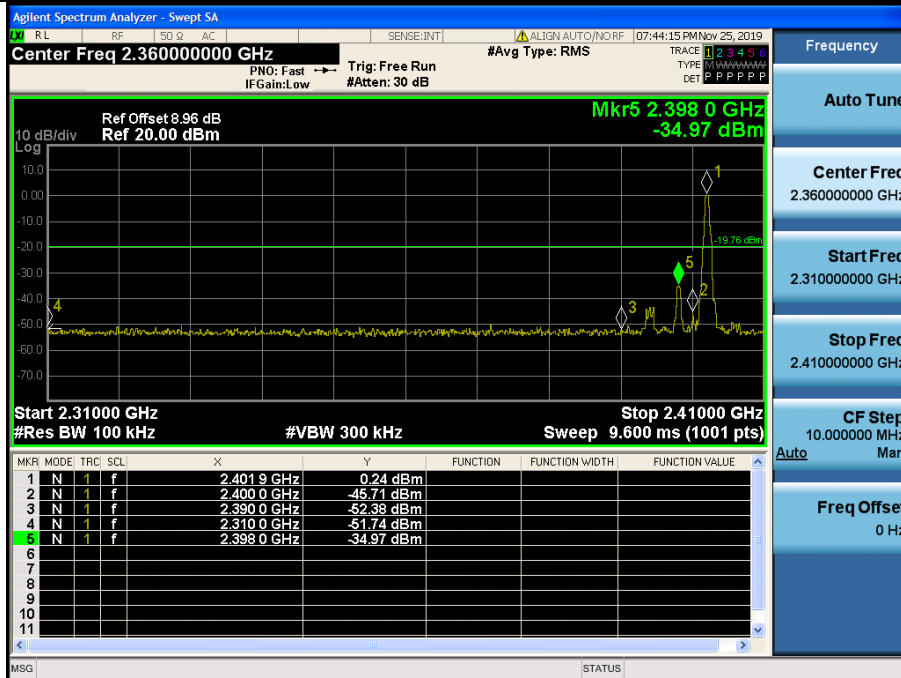 Agilent Spectrum Analyzer - Swept SA
LXI RL RF 50 Ω AC SENSE:INT ALIGN AUTO/NO RF 07:44:15 PM Nov 25, 2019
Center Freq 2.360000000 GHz
#Avg Type: RMS
TRACE 1 2 3 4 5 6
TYPE M W W W W W
DET P P P P P P
PNO: Fast
IFGain:Low
Trig: Free Run
#Atten: 30 dB
Frequency
Auto Tune
Center Freq
2.360000000 GHz
Start Freq
2.310000000 GHz
Stop Freq
2.410000000 GHz
CF Step
10.000000 MHz
Auto Man
Freq Offset
0 Hz
Mkr5 2.398 0 GHz
-34.97 dBm
Ref Offset 8.96 dB
10 dB/div Ref 20.00 dBm
Log
10.0
0.00
-10.0
-20.0
-30.0
-40.0
-50.0
-60.0
-70.0
1
-19.76 dBm
5
2
3
4
Start 2.31000 GHz Stop 2.41000 GHz
#Res BW 100 kHz #VBW 300 kHz Sweep 9.600 ms (1001 pts)
MKR MODE TRC SCL X Y FUNCTION FUNCTION WIDTH FUNCTION VALUE
1 N 1 f 2.401 9 GHz 0.24 dBm
2 N 1 f 2.400 0 GHz -45.71 dBm
3 N 1 f 2.390 0 GHz -52.38 dBm
4 N 1 f 2.310 0 GHz -51.74 dBm
5 N 1 f 2.398 0 GHz -34.97 dBm
6
7
8
9
10
11
MSG STATUS